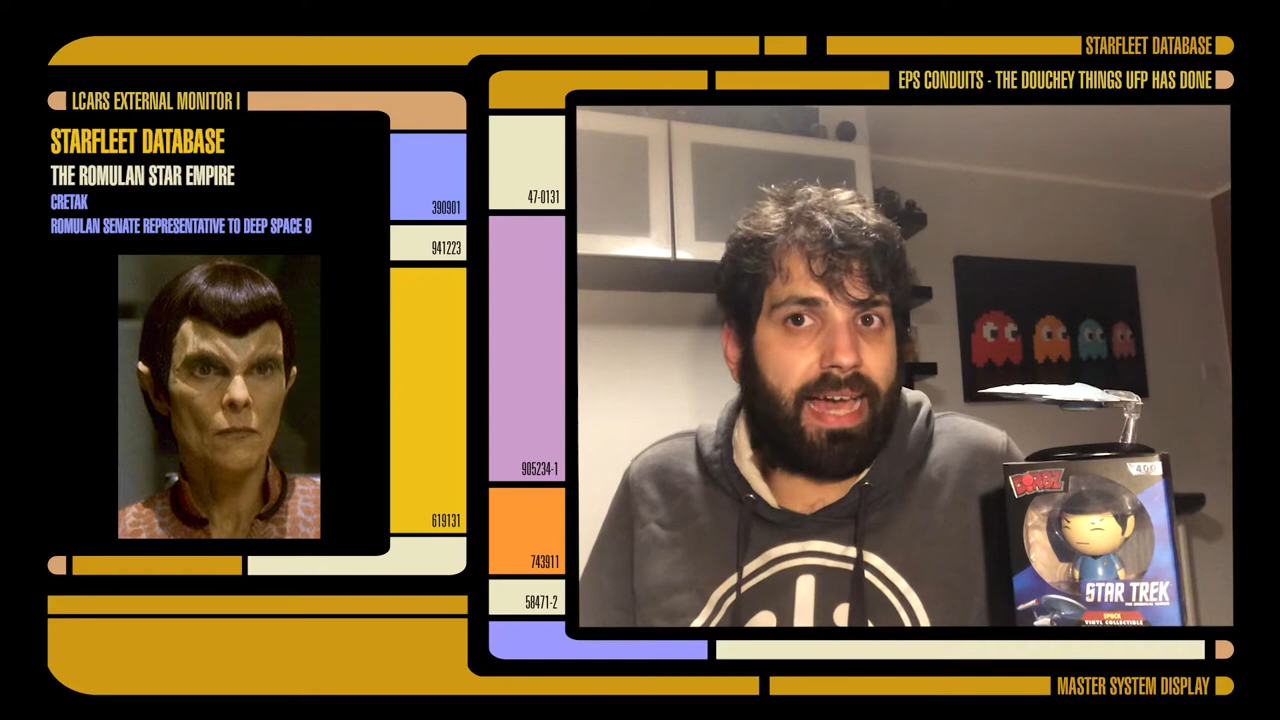 STARFLEET DATABASE
EPS CONDUITS - THE DOUCHEY THINGS UFP HAS DONE
LCARS EXTERNAL MONITOR I
STARFLEET DATABASE
THE ROMULAN STAR EMPIRE
CRETAK
ROMULAN SENATE REPRESENTATIVE TO DEEP SPACE 9
390901
941223
619131
47-0131
905234-1
743911
58471-2
400
DORBZ
STAR TREK
SPOCK
VINYL COLLECTIBLE
MASTER SYSTEM DISPLAY